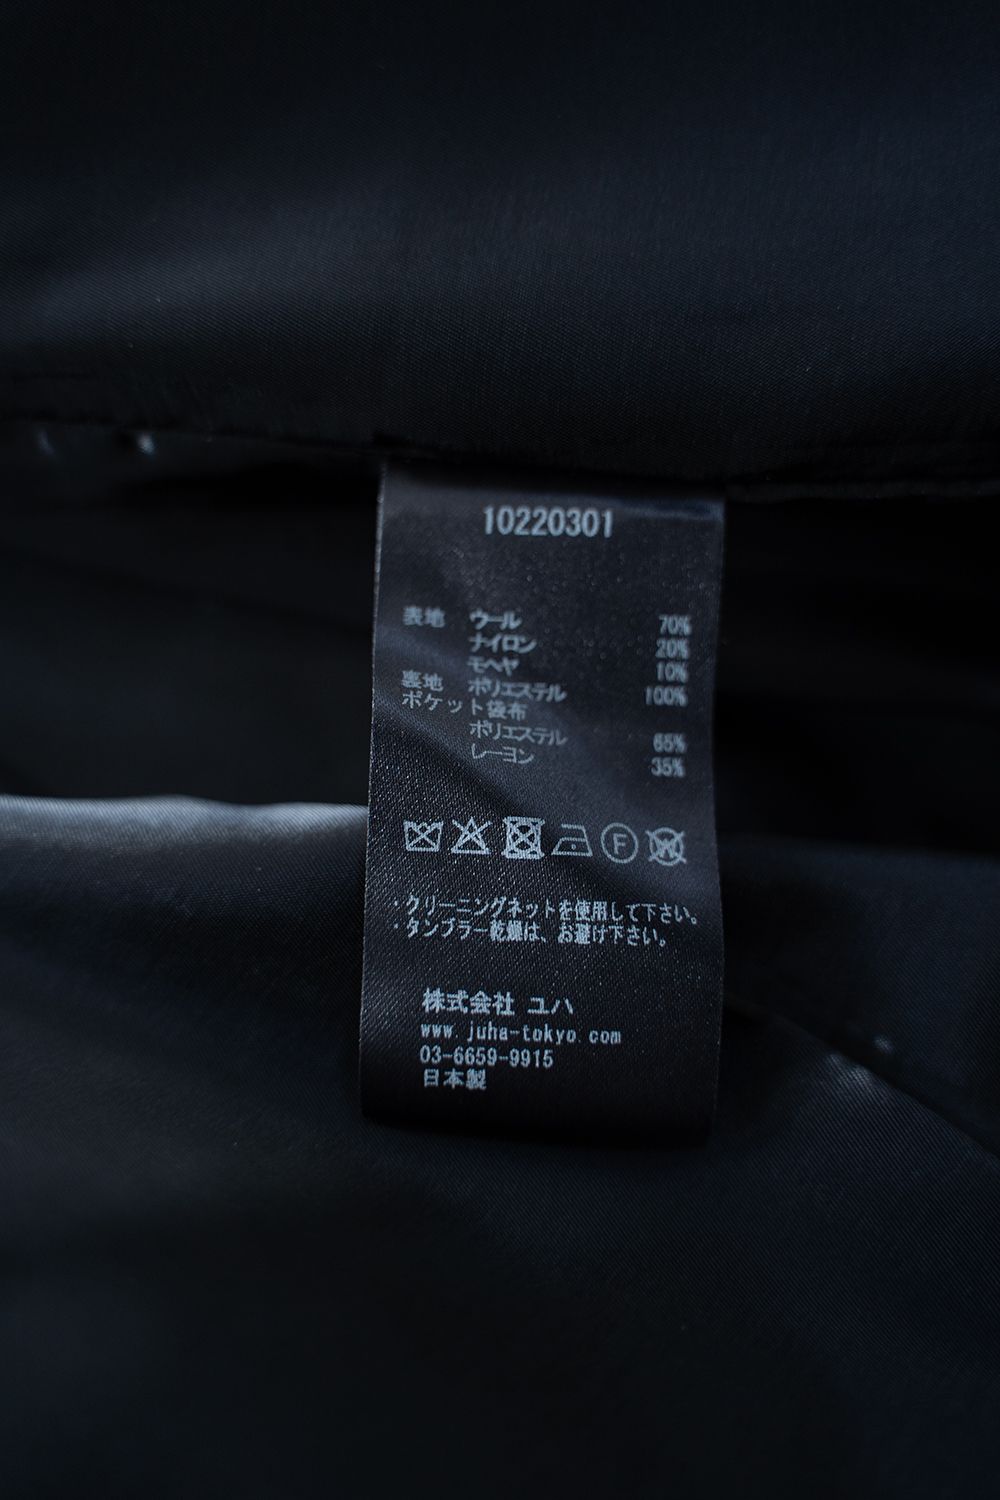 10220301
表地 ウール 70%
ナイロン 20%
モヘヤ 10%
裏地 ポリエステル 100%
ポケット袋布
ポリエステル 65%
レーヨン 35%
F W
・クリーニングネットを使用して下さい。
・タンブラー乾燥は、お避け下さい。
株式会社 ユハ
www.juha-tokyo.com
03-6659-9915
日本製